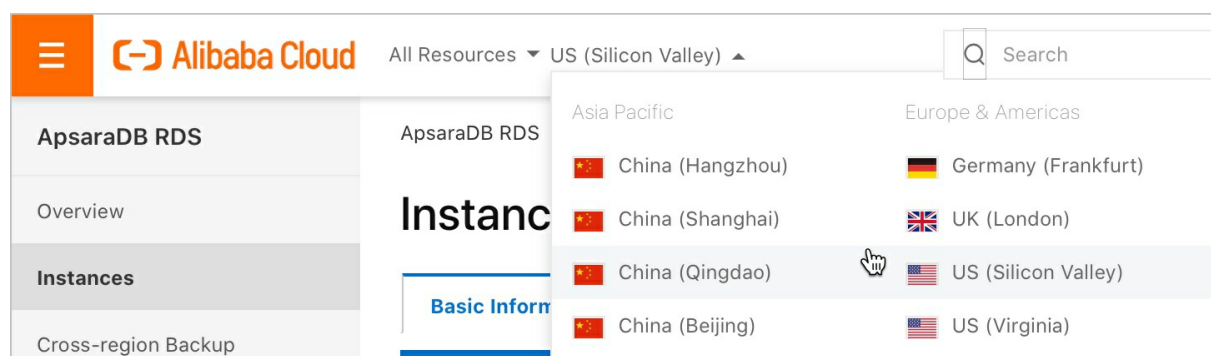 Alibaba Cloud All Resources US (Silicon Valley) Search
ApsaraDB RDS
Overview
Instances
Cross-region Backup
ApsaraDB RDS
Instanc
Basic Inform
Asia Pacific
China (Hangzhou)
China (Shanghai)
China (Qingdao)
China (Beijing)
Europe & Americas
Germany (Frankfurt)
UK (London)
US (Silicon Valley)
US (Virginia)